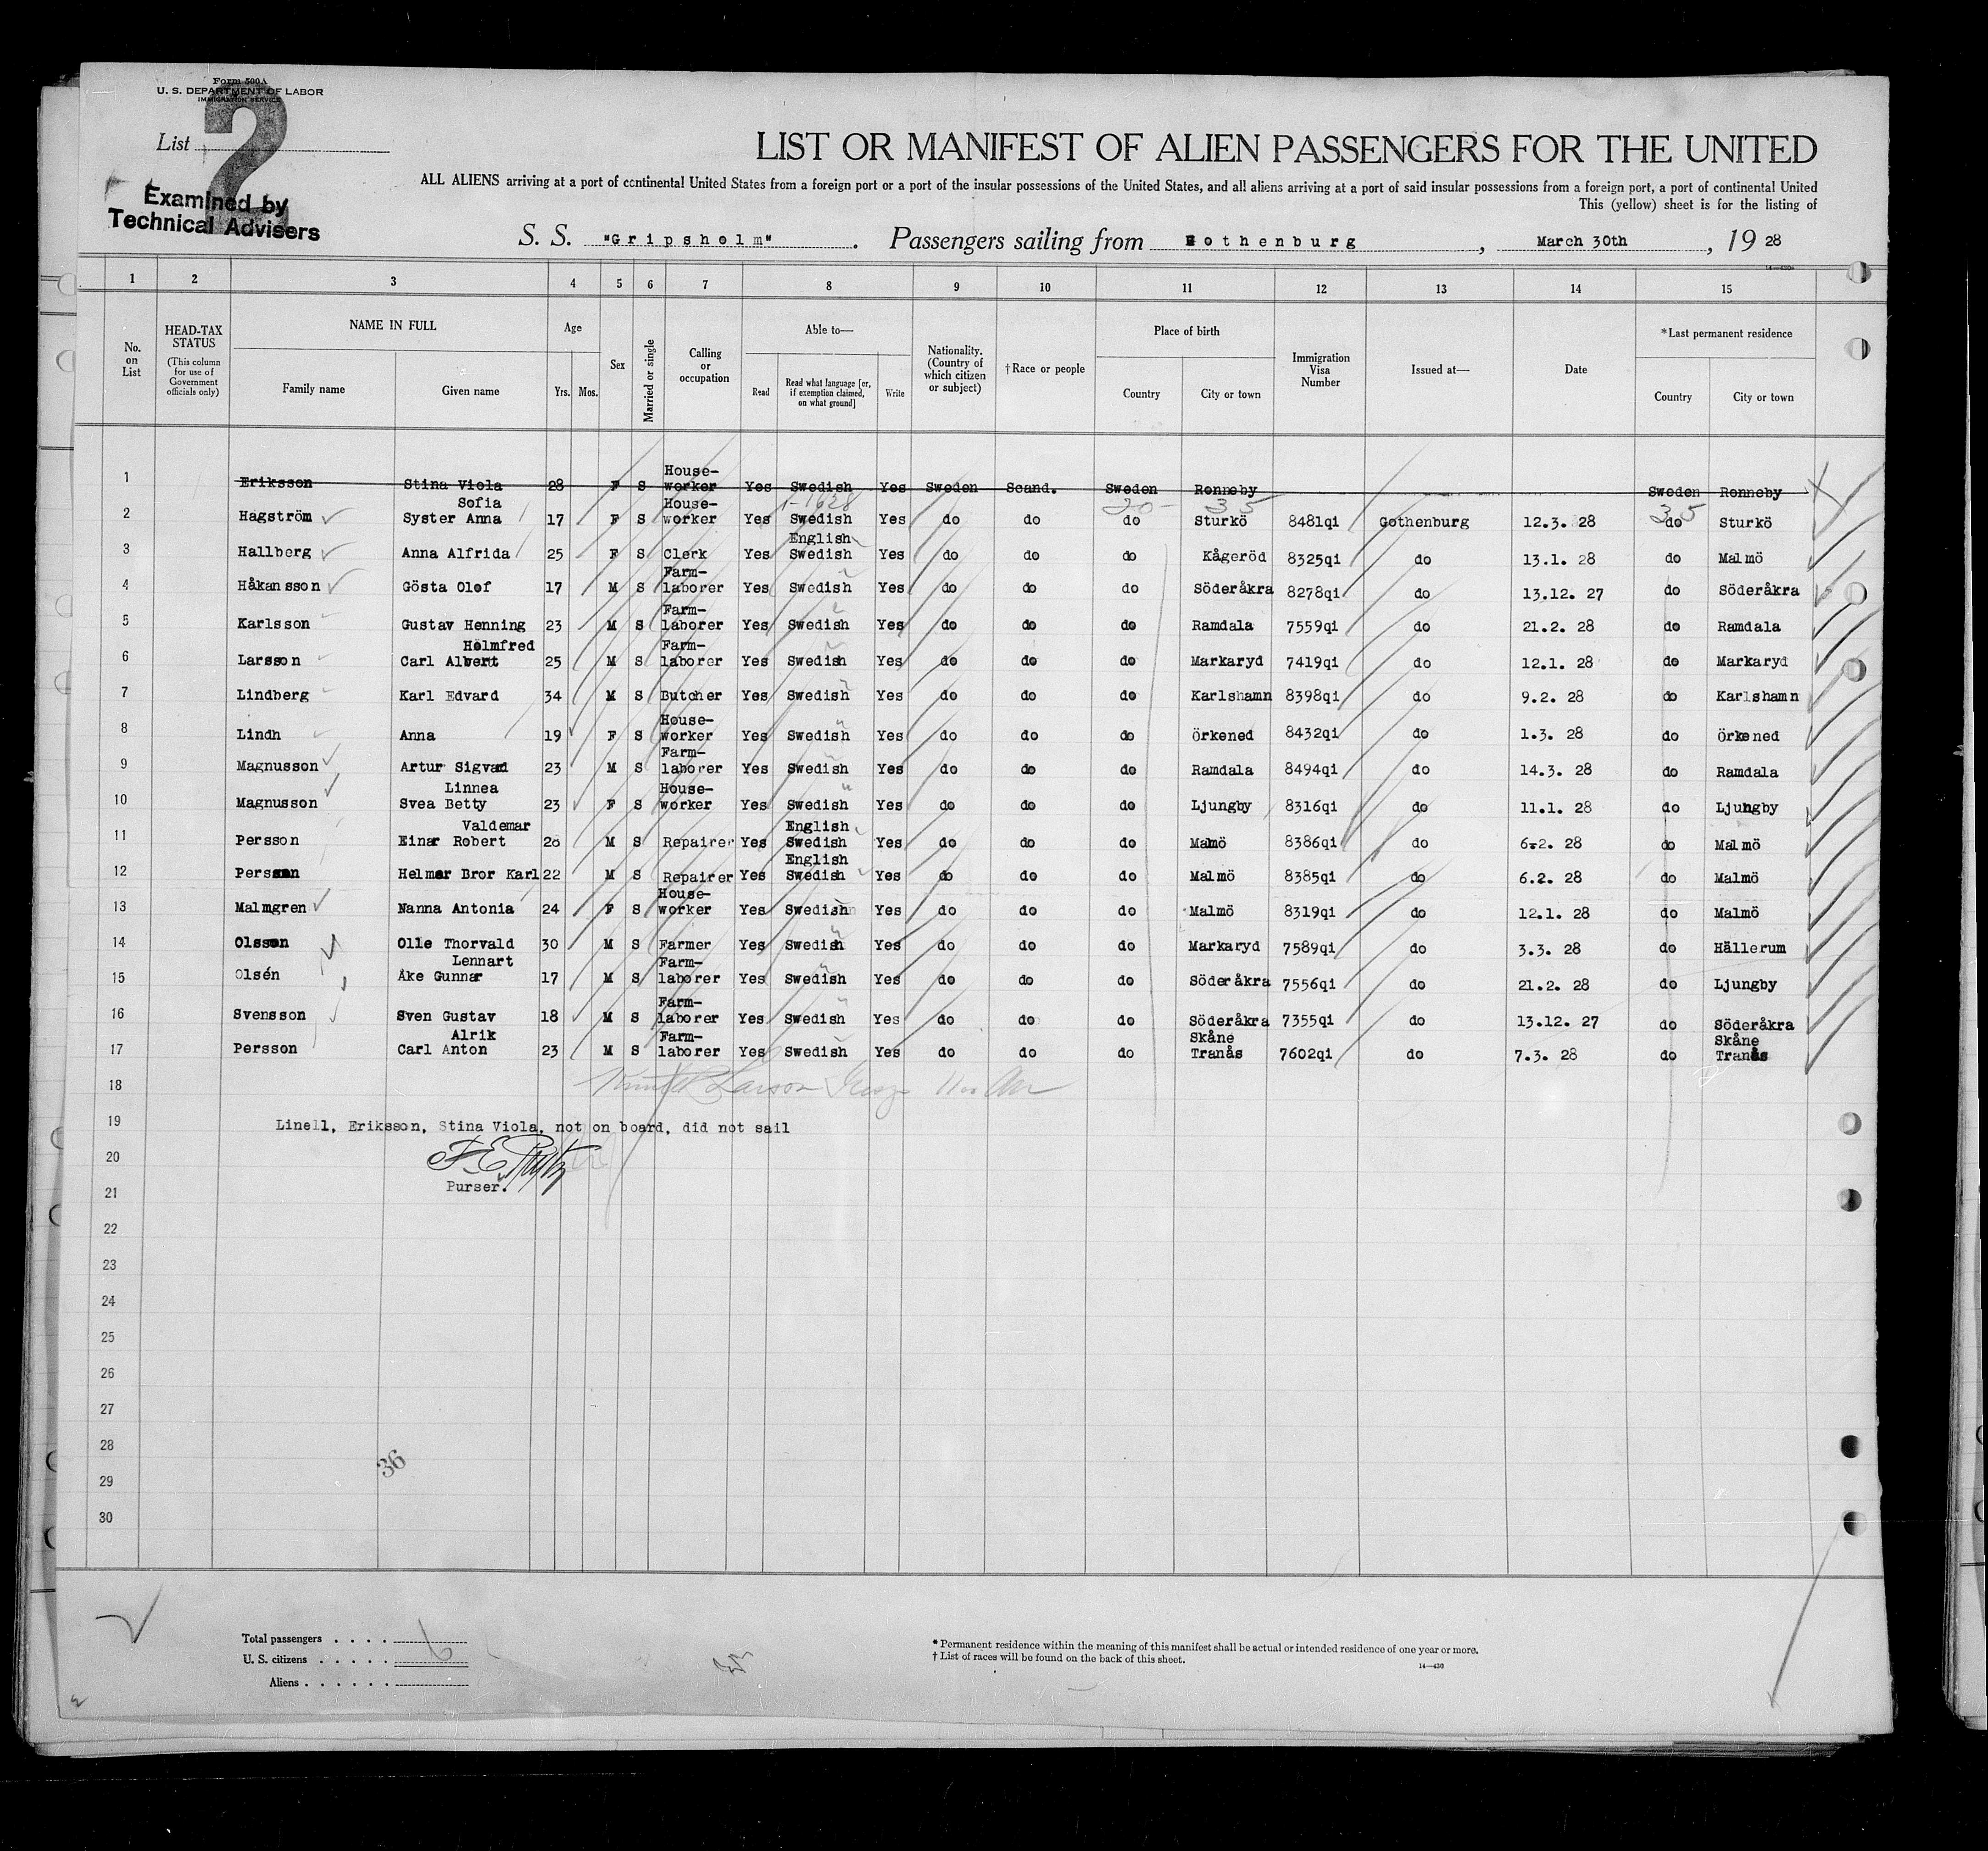 Form 500A
U. S. DEPARTMENT OF LABOR
IMMIGRATION SERVICE
List 2
Examined by
Technical Advisers
LIST OR MANIFEST OF ALIEN PASSENGERS FOR THE UNITED
ALL ALIENS arriving at a port of continental United States from a foreign port or a port of the insular possessions of the United States, and all aliens arriving at a port of said insular possessions from a foreign port, a port of continental United
This (yellow) sheet is for the listing of
S. S. "Gripsholm". Passengers sailing from Gothenburg, March 30th, 1928
1 2 3 4 5 6 7 8 9 10 11 12 13 14 15
No. on List
HEAD-TAX STATUS
(This column for use of Government officials only)
NAME IN FULL
Family name Given name
Age
Yrs. Mos.
Sex
Married or single
Calling or occupation
Able to—
Read
Read what language [or, if exemption claimed, on what ground]
Write
Nationality. (Country of which citizen or subject)
†Race or people
Place of birth
Country City or town
Immigration Visa Number
Issued at—
Date
*Last permanent residence
Country City or town
1 Eriksson Stina Viola 28 F S House-worker Yes Swedish Yes Sweden Scand. Sweden Ronneby Sweden Ronneby
2 Hagström Syster Anna Sofia 17 F S House-worker Yes Swedish Yes do do do Sturkö 8481qi Gothenburg 12.3. 28 do Sturkö
3 Hallberg Anna Alfrida 25 F S Clerk Yes English Swedish Yes do do do Kågeröd 8325qi do 13.1. 28 do Malmö
4 Håkansson Gösta Olof 17 M S Farm-laborer Yes Swedish Yes do do do Söderåkra 8278qi do 13.12. 27 do Söderåkra
5 Karlsson Gustav Henning 23 M S Farm-laborer Yes Swedish Yes do do do Ramdala 7559qi do 21.2. 28 do Ramdala
6 Larsson Carl Albert Holmfred 25 M S Farm-laborer Yes Swedish Yes do do do Markaryd 7419qi do 12.1. 28 do Markaryd
7 Lindberg Karl Edvard 34 M S Butcher Yes Swedish Yes do do do Karlshamn 8398qi do 9.2. 28 do Karlshamn
8 Lindh Anna 19 F S House-worker Yes Swedish Yes do do do Örkened 8432qi do 1.3. 28 do Örkened
9 Magnusson Artur Sigvad 23 M S Farm-laborer Yes Swedish Yes do do do Ramdala 8494qi do 14.3. 28 do Ramdala
10 Magnusson Svea Betty Linnea 23 F S House-worker Yes Swedish Yes do do do Ljungby 8316qi do 11.1. 28 do Ljungby
11 Persson Einar Robert Valdemar 26 M S Repairer Yes English Swedish Yes do do do Malmö 8386qi do 6.2. 28 do Malmö
12 Persson Helmer Bror Karl 22 M S Repairer Yes English Swedish Yes do do do Malmö 8385qi do 6.2. 28 do Malmö
13 Malmgren Nanna Antonia 24 F S House-worker Yes Swedish Yes do do do Malmö 8319qi do 12.1. 28 do Malmö
14 Olsson Olle Thorvald 30 M S Farmer Yes Swedish Yes do do do Markaryd 7589qi do 3.3. 28 do Hällerum
15 Olsén Åke Gunnar Lennart 17 M S Farm-laborer Yes Swedish Yes do do do Söderåkra 7556qi do 21.2. 28 do Ljungby
16 Svensson Sven Gustav 18 M S Farm-laborer Yes Swedish Yes do do do Söderåkra 7355qi do 13.12. 27 do Söderåkra
17 Persson Carl Anton Alrik 23 M S Farm-laborer Yes Swedish Yes do do do Skåne Tranås 7602qi do 7.3. 28 do Skåne Tranås
18
19 Line11, Eriksson, Stina Viola, not on board, did not sail
20
21 Purser.
22
23
24
25
26
27
28
29
30
36
Total passengers
U. S. citizens
Aliens
* Permanent residence within the meaning of this manifest shall be actual or intended residence of one year or more.
† List of races will be found on the back of this sheet.
14—430